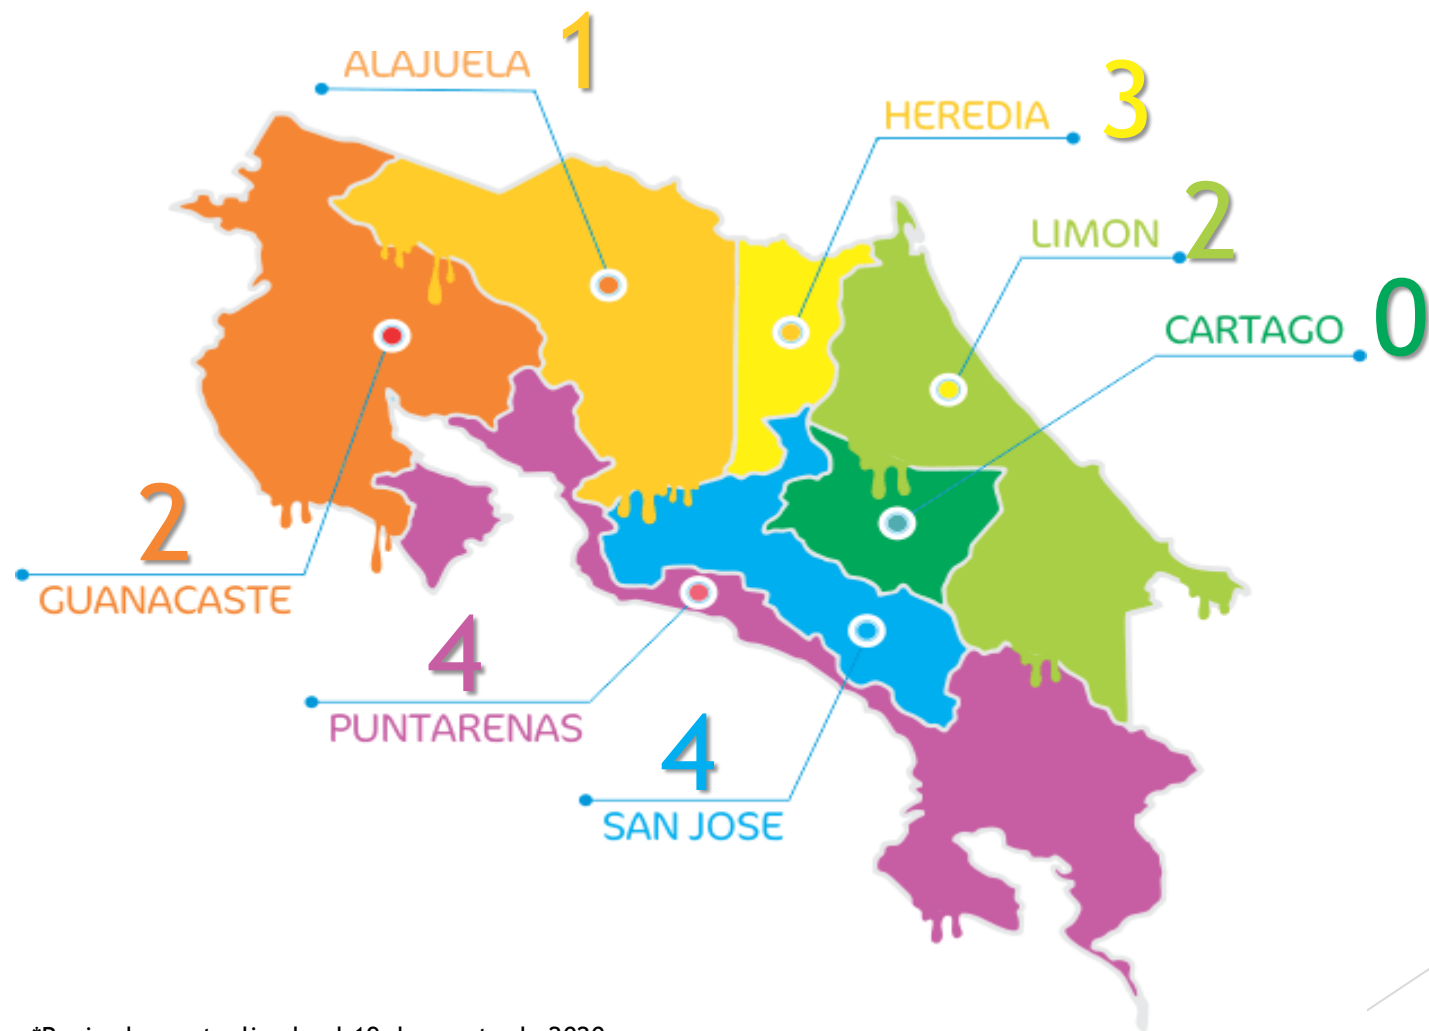 ALAJUELA 1
HEREDIA 3
LIMON 2
CARTAGO 0
2
GUANACASTE
4
PUNTARENAS
4
SAN JOSE